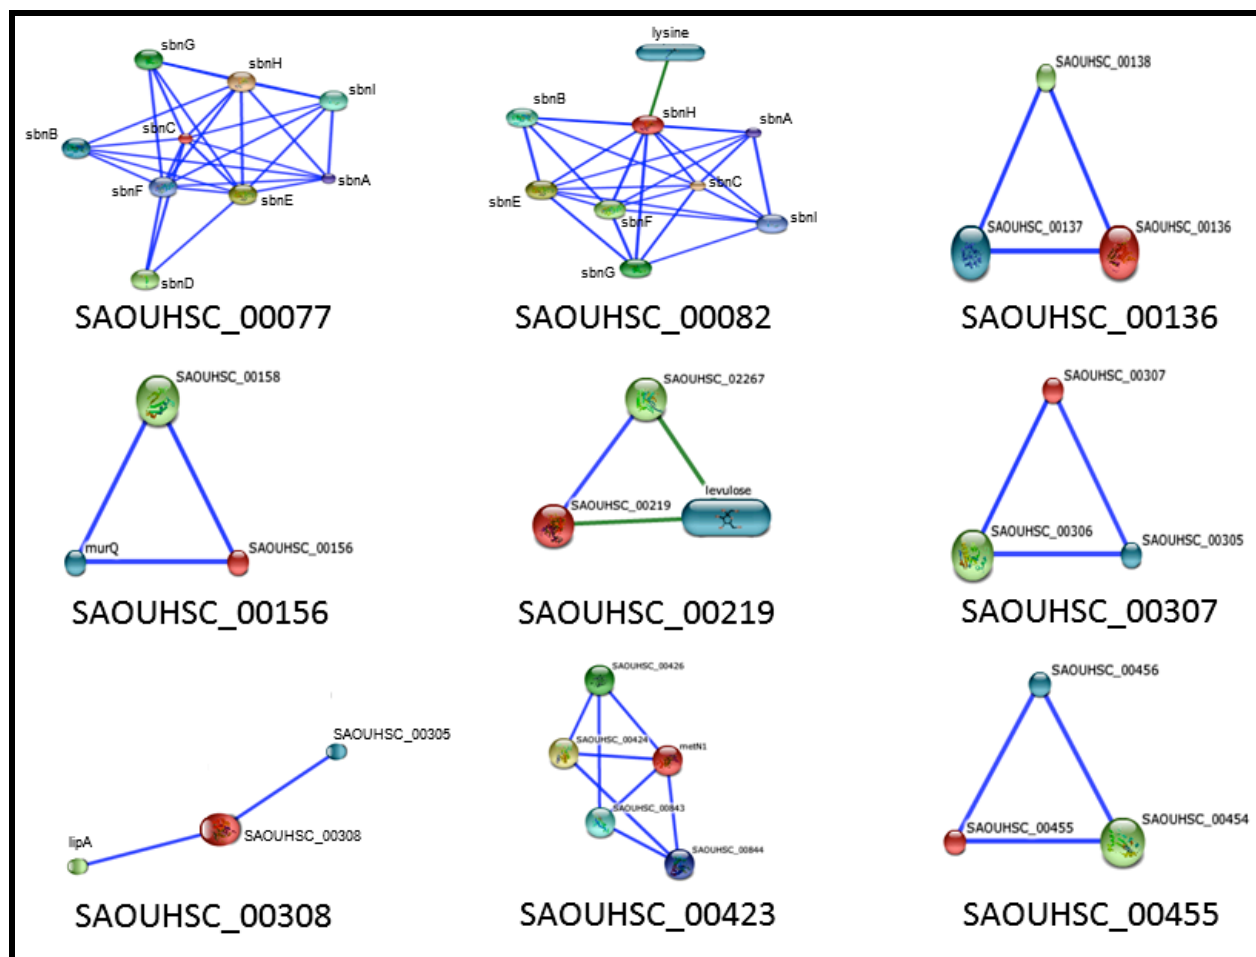 sbnG
sbnH
sbnI
sbnB
sbnC
sbnA
sbnF
sbnE
sbnD
SAOUHSC_00077
lysine
sbnB
sbnH
sbnA
sbnC
sbnE
sbnF
sbnI
sbnG
SAOUHSC_00082
SAOUHSC_00138
SAOUHSC_00137
SAOUHSC_00136
SAOUHSC_00136
SAOUHSC_00158
murQ
SAOUHSC_00156
SAOUHSC_00156
SAOUHSC_02267
levulose
SAOUHSC_00219
SAOUHSC_00219
SAOUHSC_00307
SAOUHSC_00306
SAOUHSC_00305
SAOUHSC_00307
SAOUHSC_00305
SAOUHSC_00308
lipA
SAOUHSC_00308
SAOUHSC_00426
SAOUHSC_00424
metN1
SAOUHSC_00843
SAOUHSC_00844
SAOUHSC_00423
SAOUHSC_00456
SAOUHSC_00455
SAOUHSC_00454
SAOUHSC_00455